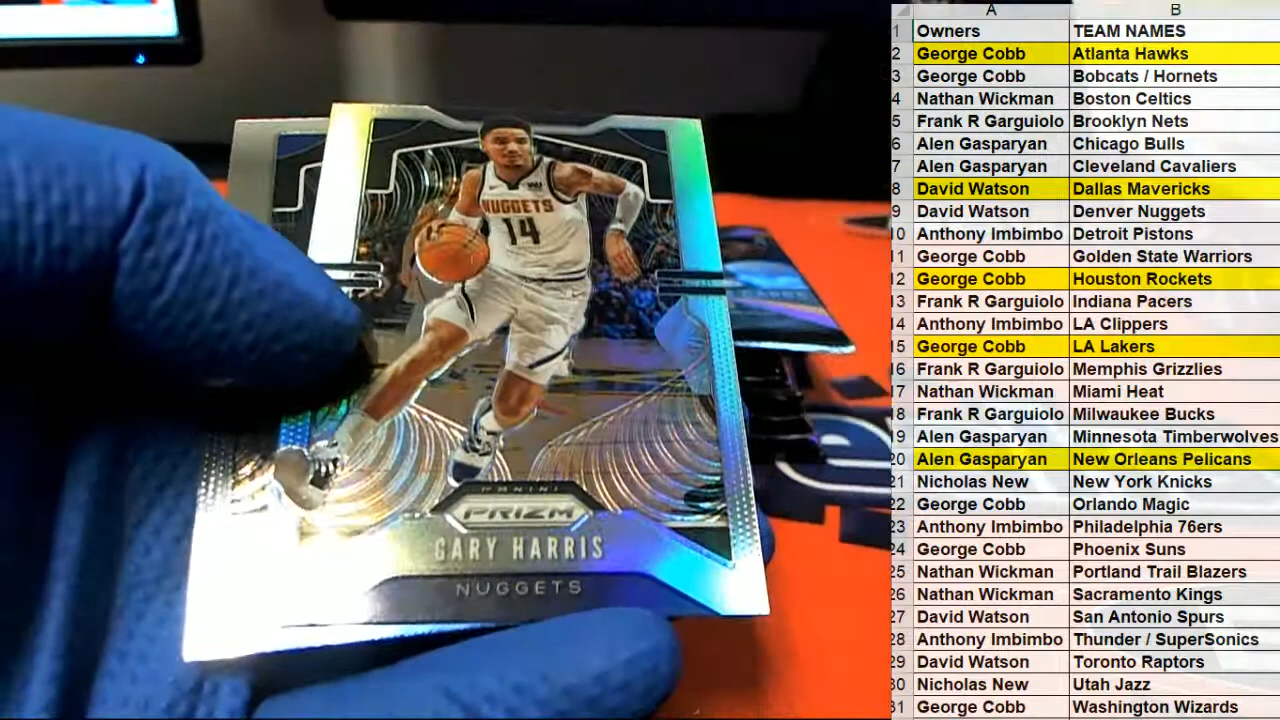 NUGGETS
14
PANINI
PRIZM
GARY HARRIS
NUGGETS
A B
1 Owners TEAM NAMES
2 George Cobb Atlanta Hawks
3 George Cobb Bobcats / Hornets
4 Nathan Wickman Boston Celtics
5 Frank R Garguiolo Brooklyn Nets
6 Alen Gasparyan Chicago Bulls
7 Alen Gasparyan Cleveland Cavaliers
8 David Watson Dallas Mavericks
9 David Watson Denver Nuggets
10 Anthony Imbimbo Detroit Pistons
11 George Cobb Golden State Warriors
12 George Cobb Houston Rockets
13 Frank R Garguiolo Indiana Pacers
14 Anthony Imbimbo LA Clippers
15 George Cobb LA Lakers
16 Frank R Garguiolo Memphis Grizzlies
17 Nathan Wickman Miami Heat
18 Frank R Garguiolo Milwaukee Bucks
19 Alen Gasparyan Minnesota Timberwolves
20 Alen Gasparyan New Orleans Pelicans
21 Nicholas New New York Knicks
22 George Cobb Orlando Magic
23 Anthony Imbimbo Philadelphia 76ers
24 George Cobb Phoenix Suns
25 Nathan Wickman Portland Trail Blazers
26 Nathan Wickman Sacramento Kings
27 David Watson San Antonio Spurs
28 Anthony Imbimbo Thunder / SuperSonics
29 David Watson Toronto Raptors
30 Nicholas New Utah Jazz
31 George Cobb Washington Wizards